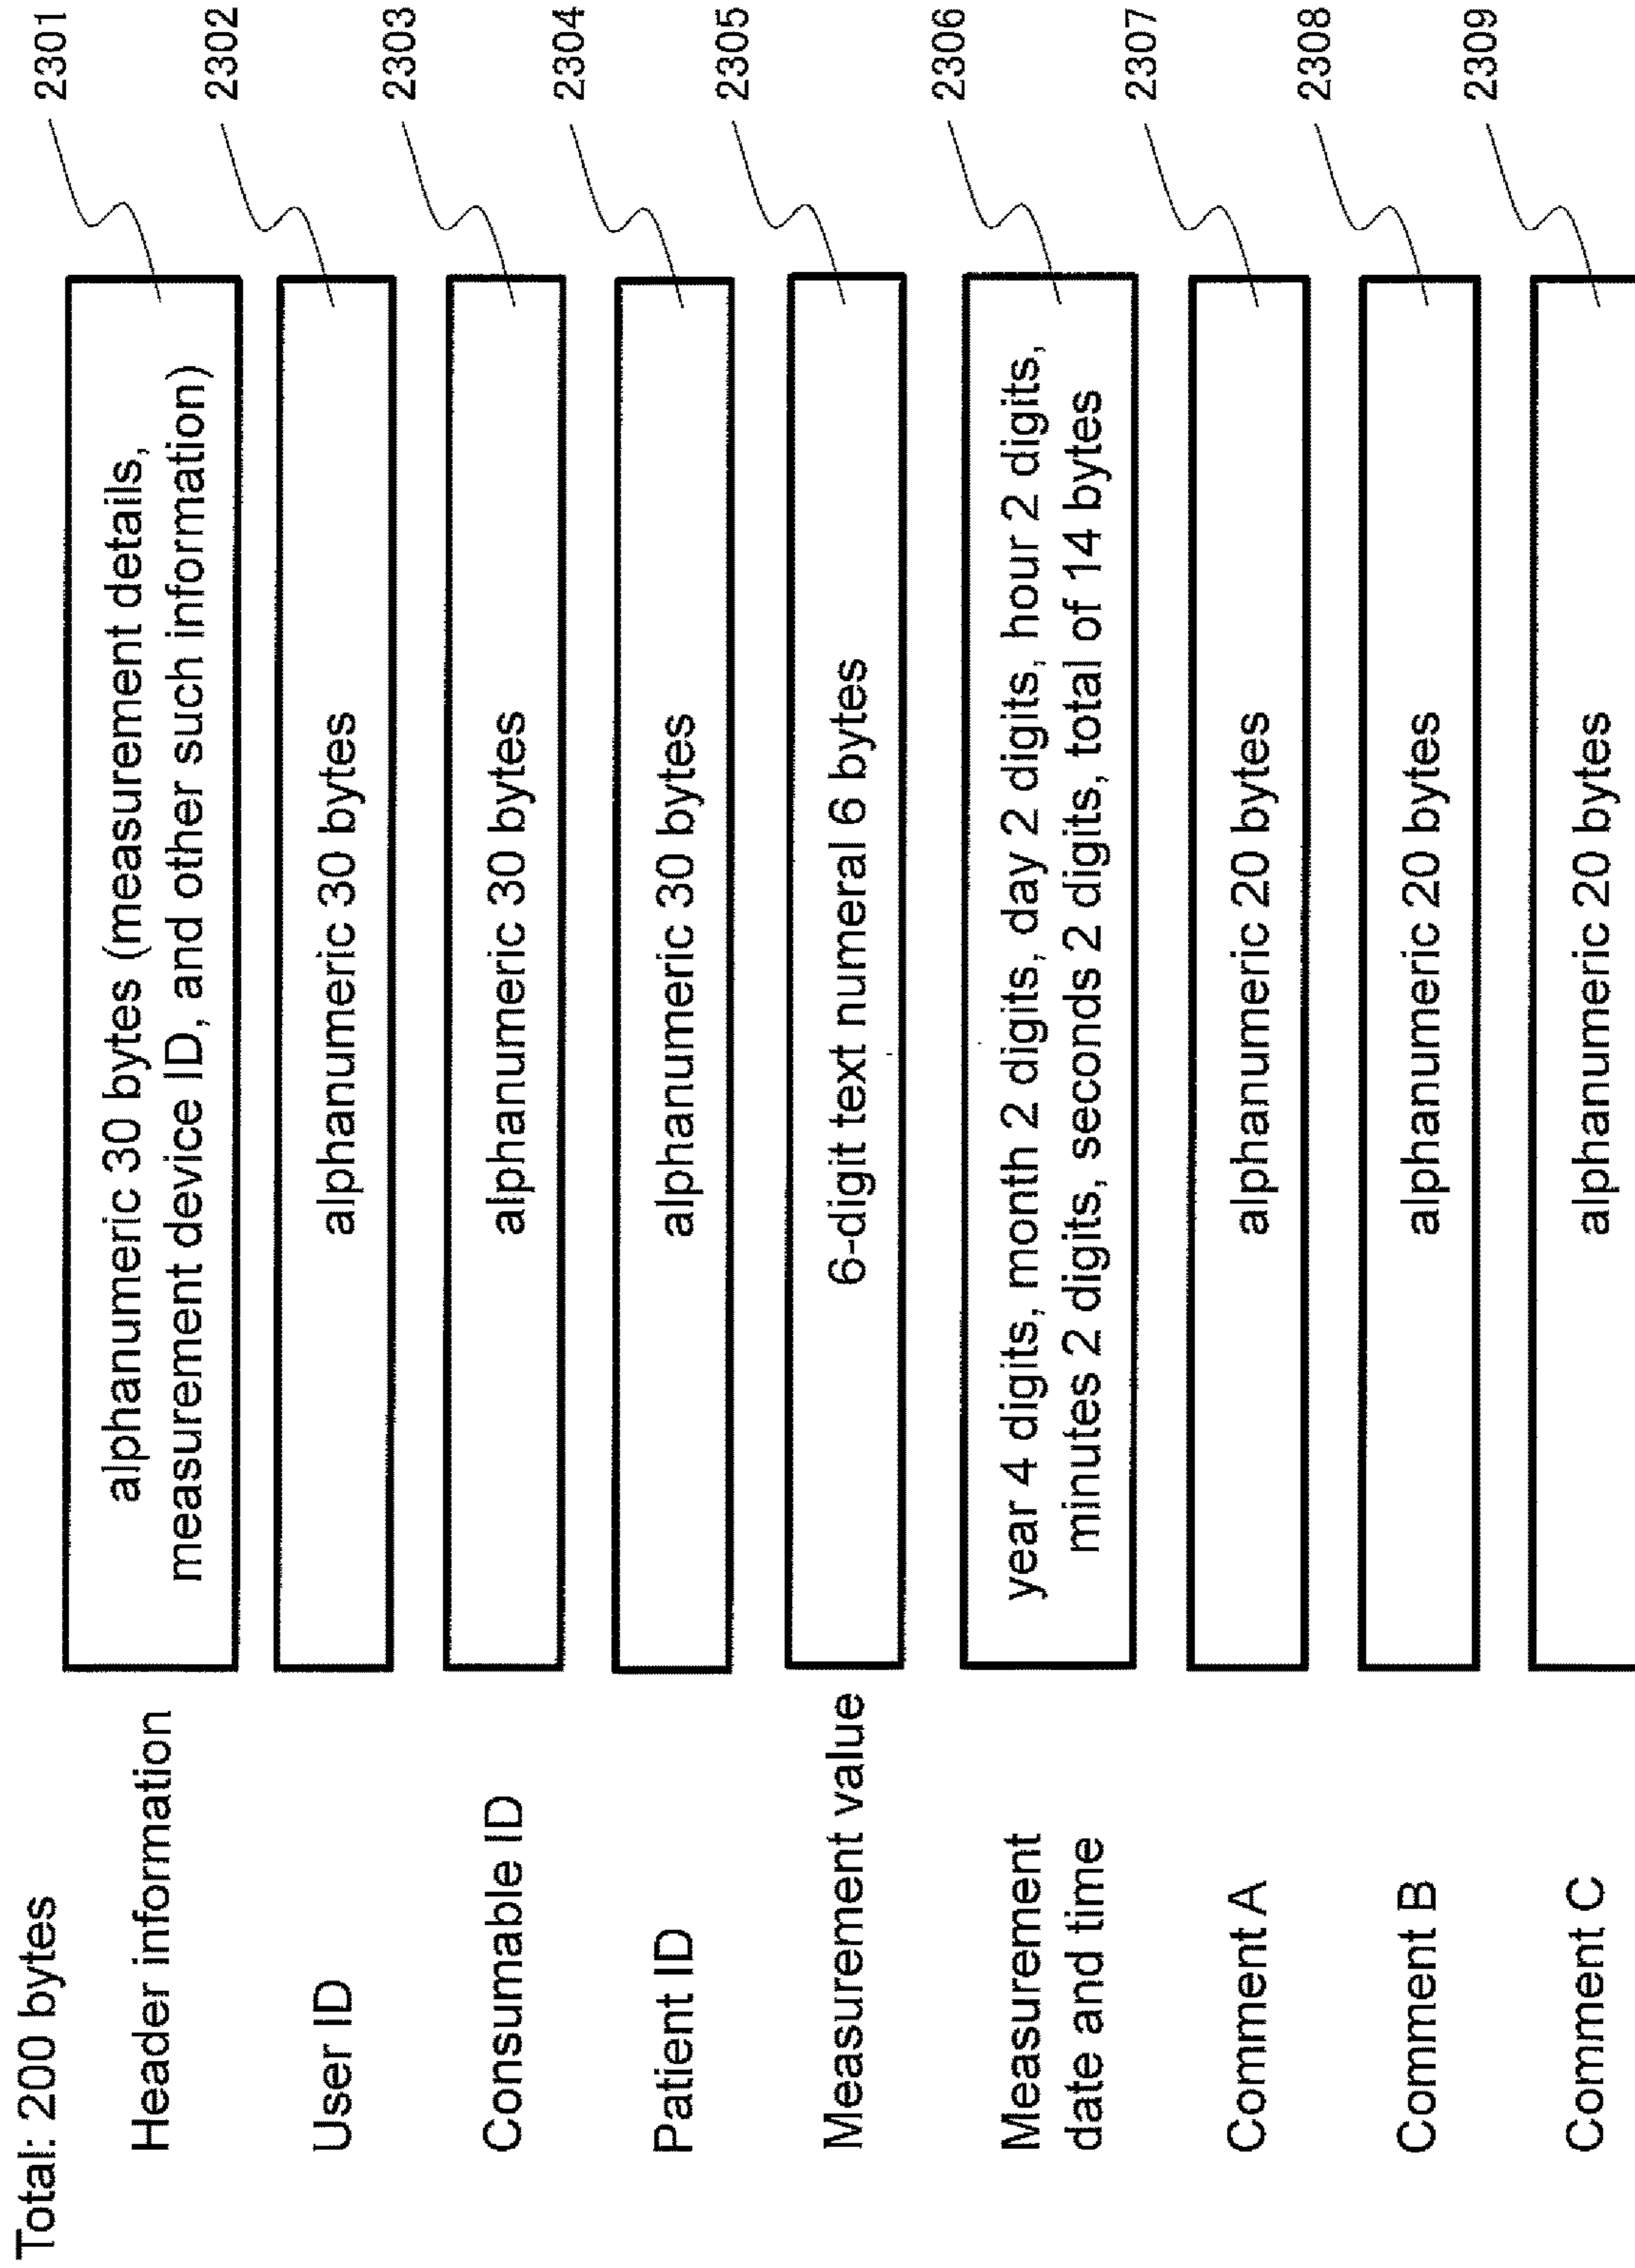 Total: 200 bytes
Header information
alphanumeric 30 bytes (measurement details,
measurement device ID, and other such information)
2301
User ID
alphanumeric 30 bytes
2302
Consumable ID
alphanumeric 30 bytes
2303
Patient ID
alphanumeric 30 bytes
2304
Measurement value
6-digit text numeral 6 bytes
2305
Measurement
date and time
year 4 digits, month 2 digits, day 2 digits, hour 2 digits,
minutes 2 digits, seconds 2 digits, total of 14 bytes
2306
Comment A
alphanumeric 20 bytes
2307
Comment B
alphanumeric 20 bytes
2308
Comment C
alphanumeric 20 bytes
2309